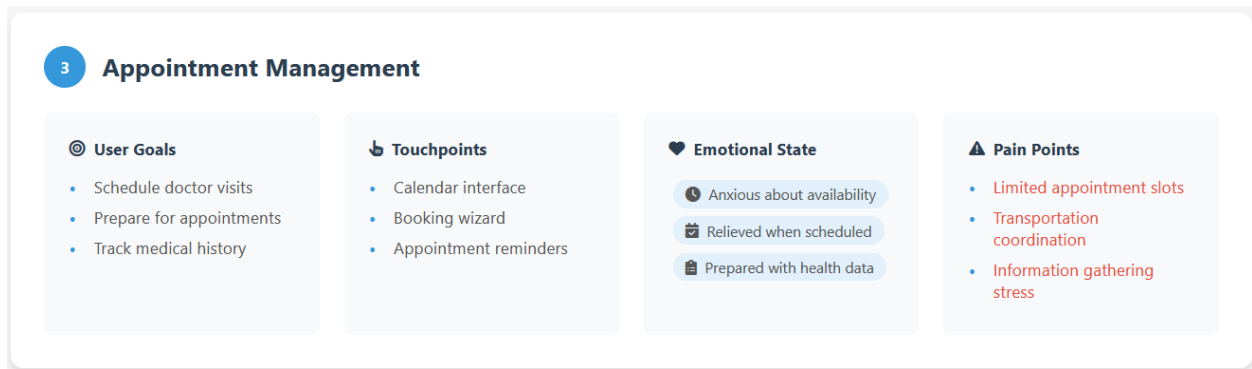 3
Appointment Management
User Goals
Schedule doctor visits
Prepare for appointments
Track medical history
Touchpoints
Calendar interface
Booking wizard
Appointment reminders
Emotional State
Anxious about availability
Relieved when scheduled
Prepared with health data
Pain Points
Limited appointment slots
Transportation
coordination
Information gathering
stress